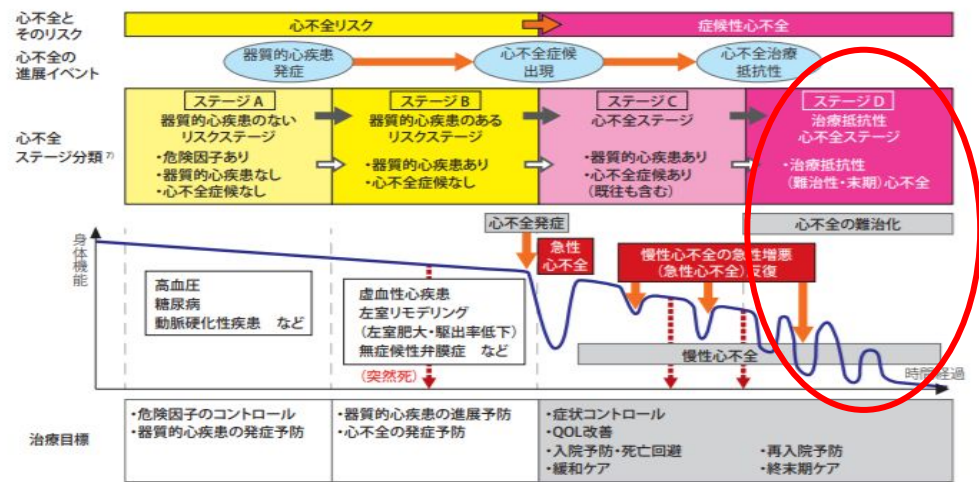 心不全と
そのリスク
心不全リスク
症候性心不全
心不全の
進展イベント
器質的心疾患
発症
心不全症候
出現
心不全治療
抵抗性
心不全
ステージ分類 7)
ステージA
器質的心疾患のない
リスクステージ
・危険因子あり
・器質的心疾患なし
・心不全症候なし
ステージB
器質的心疾患のある
リスクステージ
・器質的心疾患あり
・心不全症候なし
ステージC
心不全ステージ
・器質的心疾患あり
・心不全症候あり
(既往も含む)
ステージD
治療抵抗性
心不全ステージ
・治療抵抗性
(難治性・末期)心不全
心不全発症
心不全の難治化
身体機能
急性
心不全
慢性心不全の急性増悪
(急性心不全)反復
高血圧
糖尿病
動脈硬化性疾患 など
虚血性心疾患
左室リモデリング
(左室肥大・駆出率低下)
無症候性弁膜症 など
慢性心不全
(突然死)
時間経過
治療目標
・危険因子のコントロール
・器質的心疾患の発症予防
・器質的心疾患の進展予防
・心不全の発症予防
・症状コントロール
・QOL改善
・入院予防・死亡回避
・緩和ケア
・再入院予防
・終末期ケア